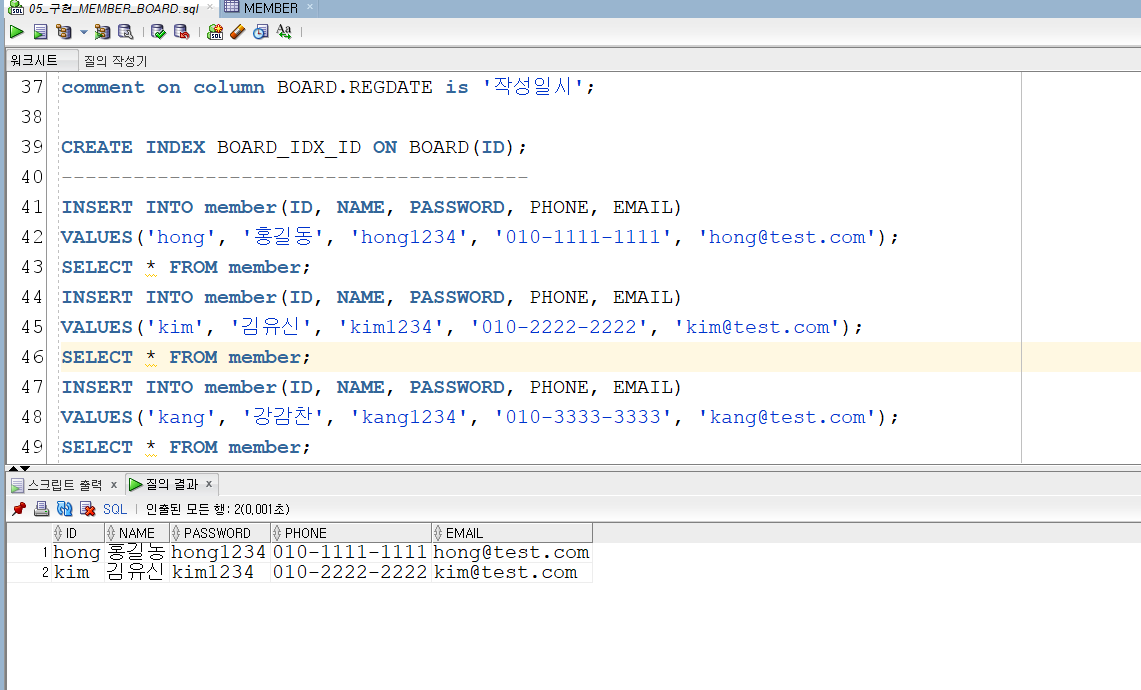 05_구현_MEMBER_BOARD.sql × MEMBER ×
워크시트 질의 작성기
37 comment on column BOARD.REGDATE is '작성일시';
38
39 CREATE INDEX BOARD_IDX_ID ON BOARD(ID);
40 ---------------------------------------
41 INSERT INTO member(ID, NAME, PASSWORD, PHONE, EMAIL)
42 VALUES('hong', '홍길동', 'hong1234', '010-1111-1111', 'hong@test.com');
43 SELECT * FROM member;
44 INSERT INTO member(ID, NAME, PASSWORD, PHONE, EMAIL)
45 VALUES('kim', '김유신', 'kim1234', '010-2222-2222', 'kim@test.com');
46 SELECT * FROM member;
47 INSERT INTO member(ID, NAME, PASSWORD, PHONE, EMAIL)
48 VALUES('kang', '강감찬', 'kang1234', '010-3333-3333', 'kang@test.com');
49 SELECT * FROM member;
스크립트 출력 × 질의 결과 ×
SQL | 인출된 모든 행: 2(0,001초)
ID NAME PASSWORD PHONE EMAIL
1 hong 홍길동 hong1234 010-1111-1111 hong@test.com
2 kim 김유신 kim1234 010-2222-2222 kim@test.com